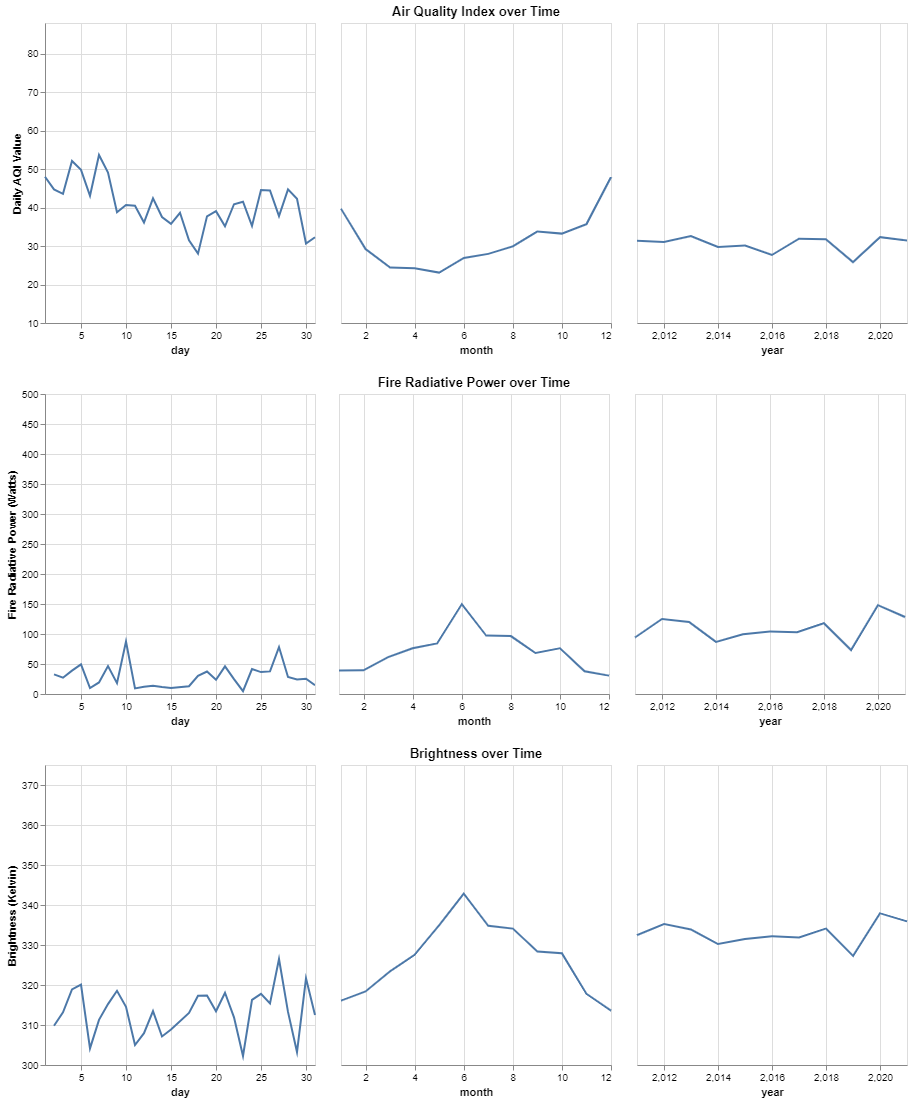 Air Quality Index over Time
Daily AQI Value
80
70
60
50
40
30
20
10
5 10 15 20 25 30
day
2 4 6 8 10 12
month
2,012 2,014 2,016 2,018 2,020
year
Fire Radiative Power over Time
Fire Radiative Power (Watts)
500
450
400
350
300
250
200
150
100
50
0
5 10 15 20 25 30
day
2 4 6 8 10 12
month
2,012 2,014 2,016 2,018 2,020
year
Brightness over Time
Brightness (Kelvin)
370
360
350
340
330
320
310
300
5 10 15 20 25 30
day
2 4 6 8 10 12
month
2,012 2,014 2,016 2,018 2,020
year